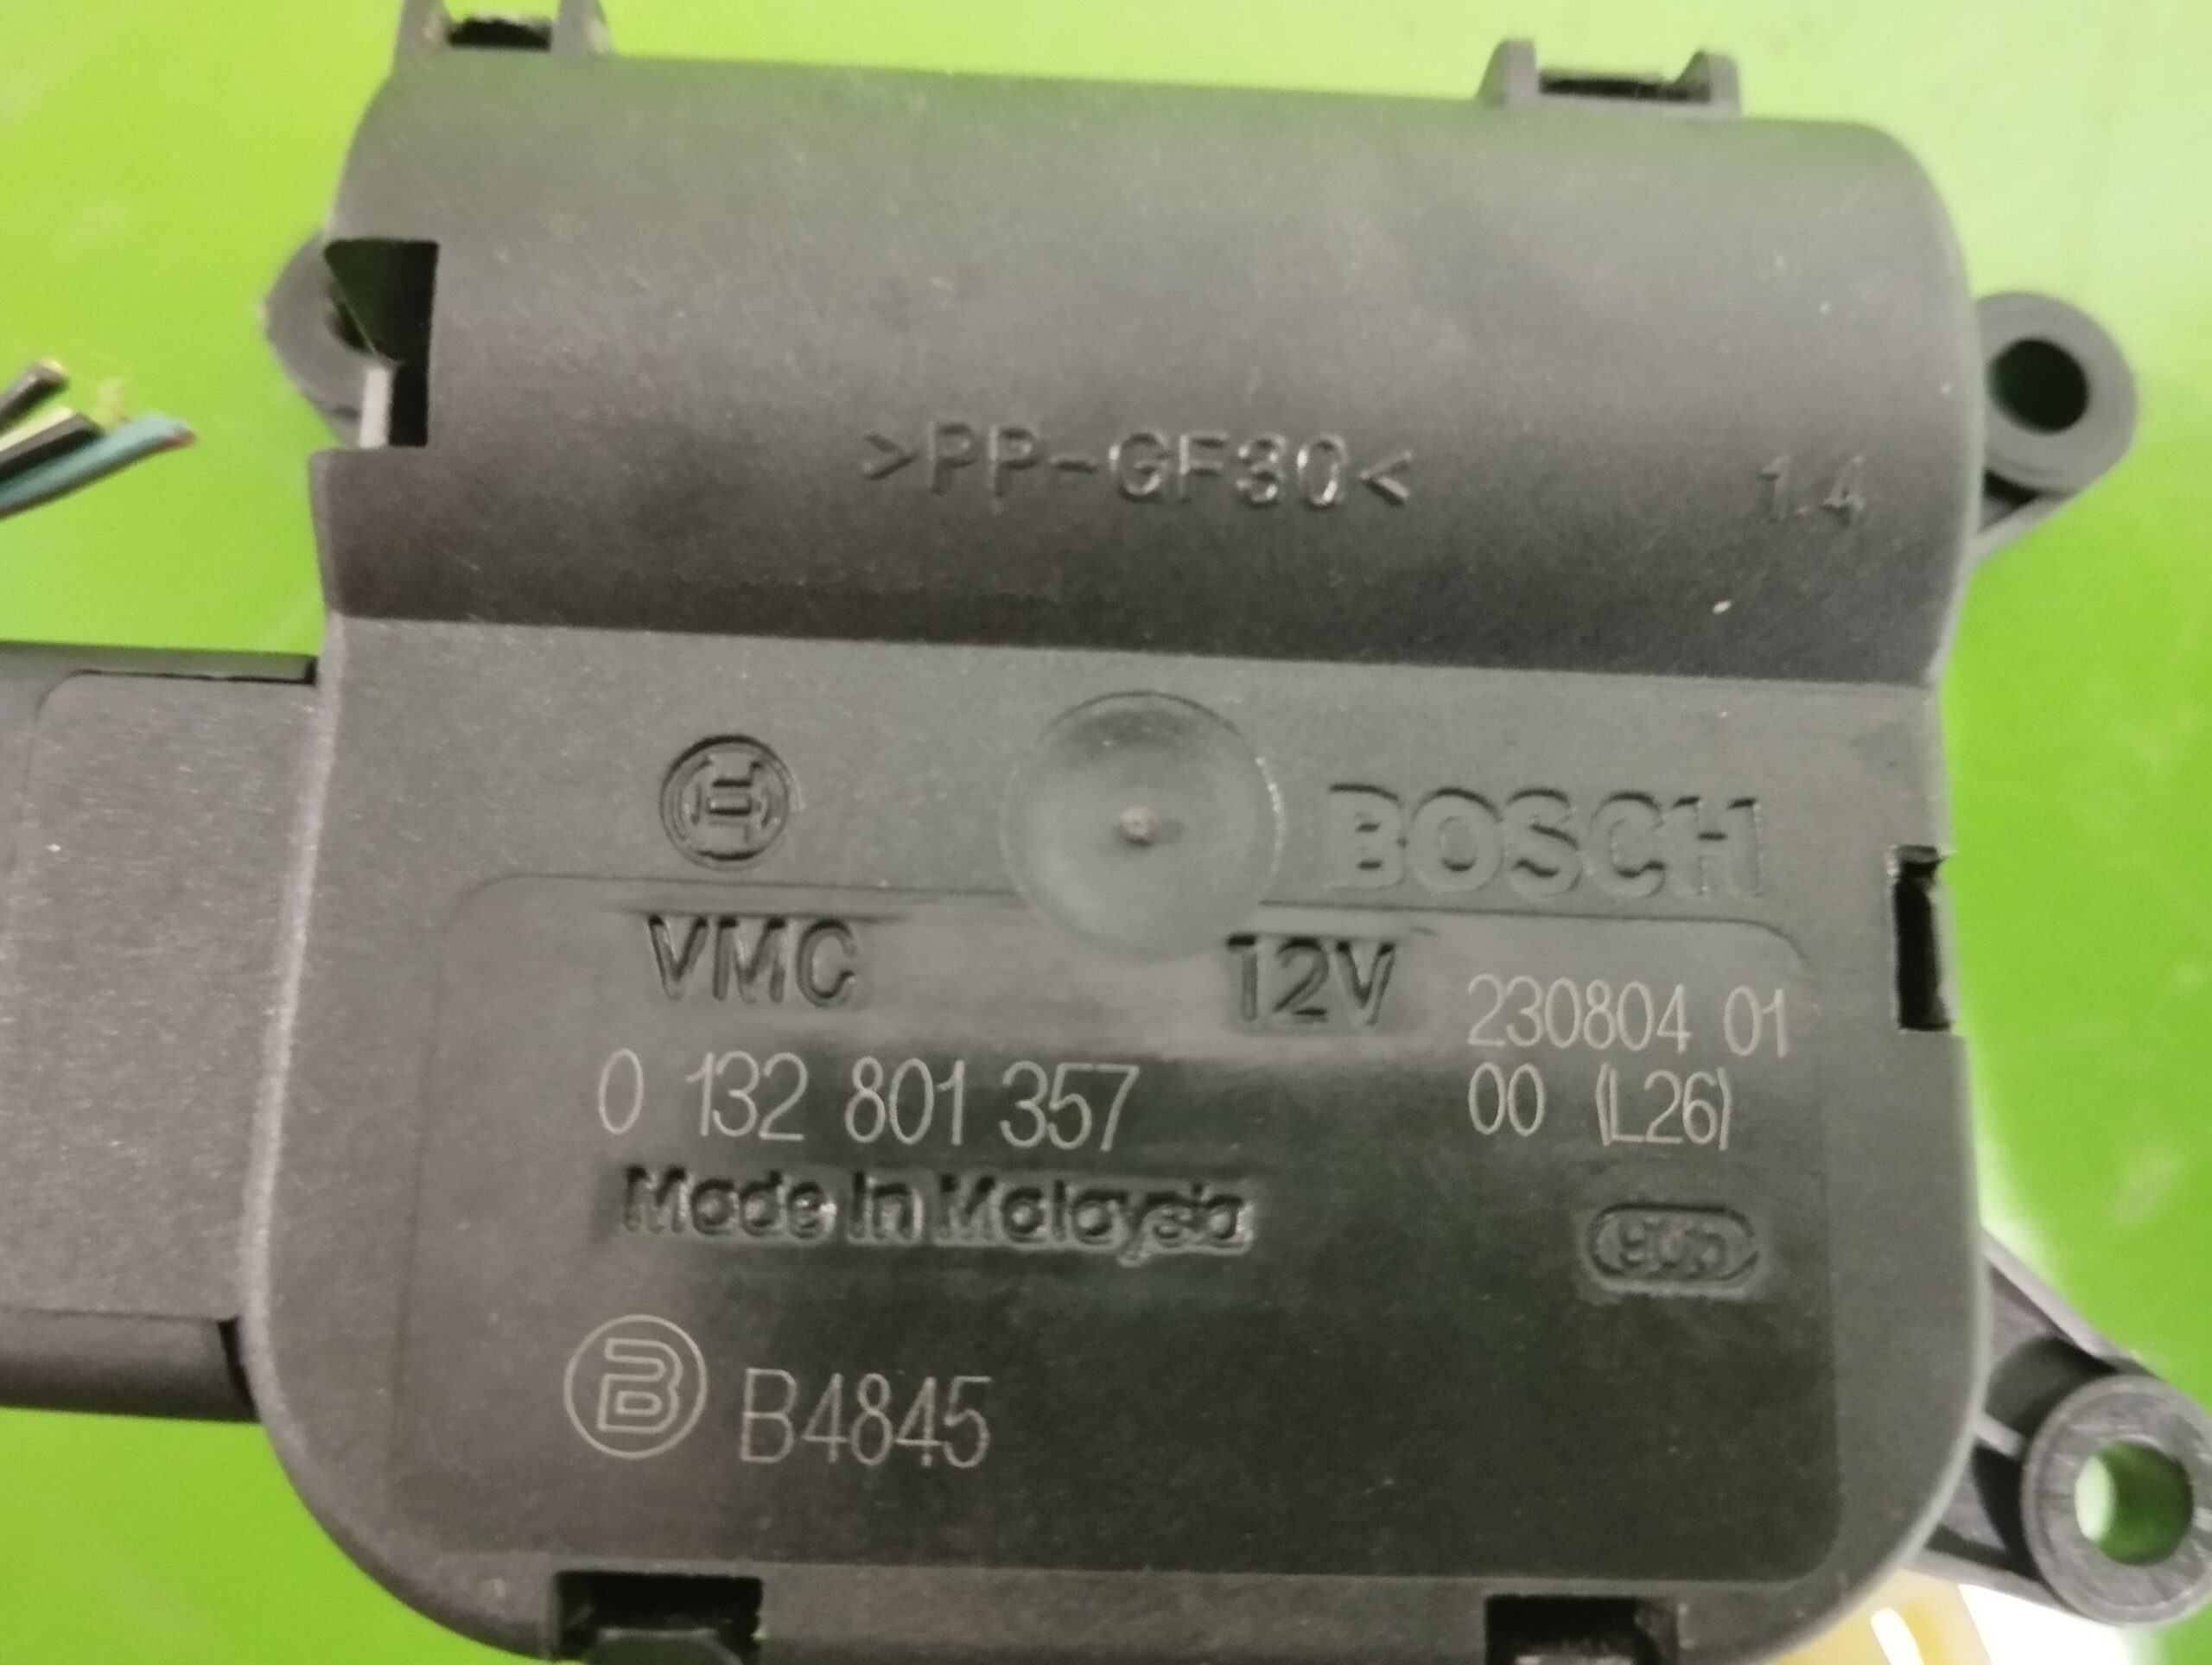 >PP-GF30<
1.4
BOSCH
VMC 12V
230804 01
0 132 801 357
00 (L26)
Made In Malaysia
B B4845